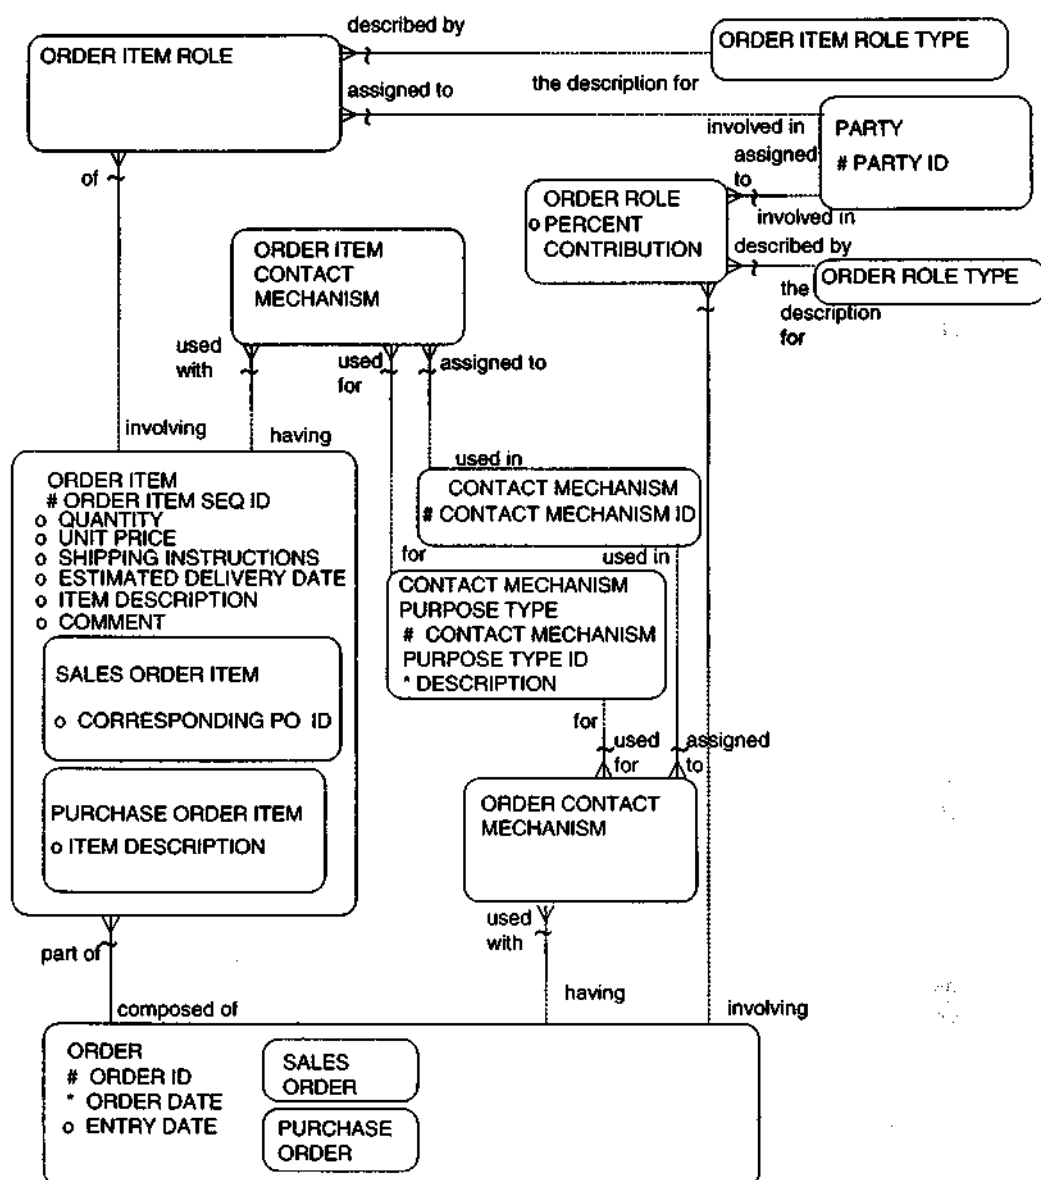 described by
ORDER ITEM ROLE
ORDER ITEM ROLE TYPE
assigned to
the description for
involved in
PARTY
# PARTY ID
assigned
to
of
ORDER ROLE
o PERCENT
CONTRIBUTION
involved in
described by
ORDER ROLE TYPE
the
description
for
ORDER ITEM
CONTACT
MECHANISM
used
with
used
for
assigned to
involving
having
used in
ORDER ITEM
# ORDER ITEM SEQ ID
o QUANTITY
o UNIT PRICE
o SHIPPING INSTRUCTIONS
o ESTIMATED DELIVERY DATE
o ITEM DESCRIPTION
o COMMENT
CONTACT MECHANISM
# CONTACT MECHANISM ID
for
used in
CONTACT MECHANISM
PURPOSE TYPE
# CONTACT MECHANISM
PURPOSE TYPE ID
* DESCRIPTION
SALES ORDER ITEM
o CORRESPONDING PO ID
for
used
for
assigned
to
PURCHASE ORDER ITEM
o ITEM DESCRIPTION
ORDER CONTACT
MECHANISM
used
with
part of
having
composed of
involving
ORDER
# ORDER ID
* ORDER DATE
o ENTRY DATE
SALES
ORDER
PURCHASE
ORDER